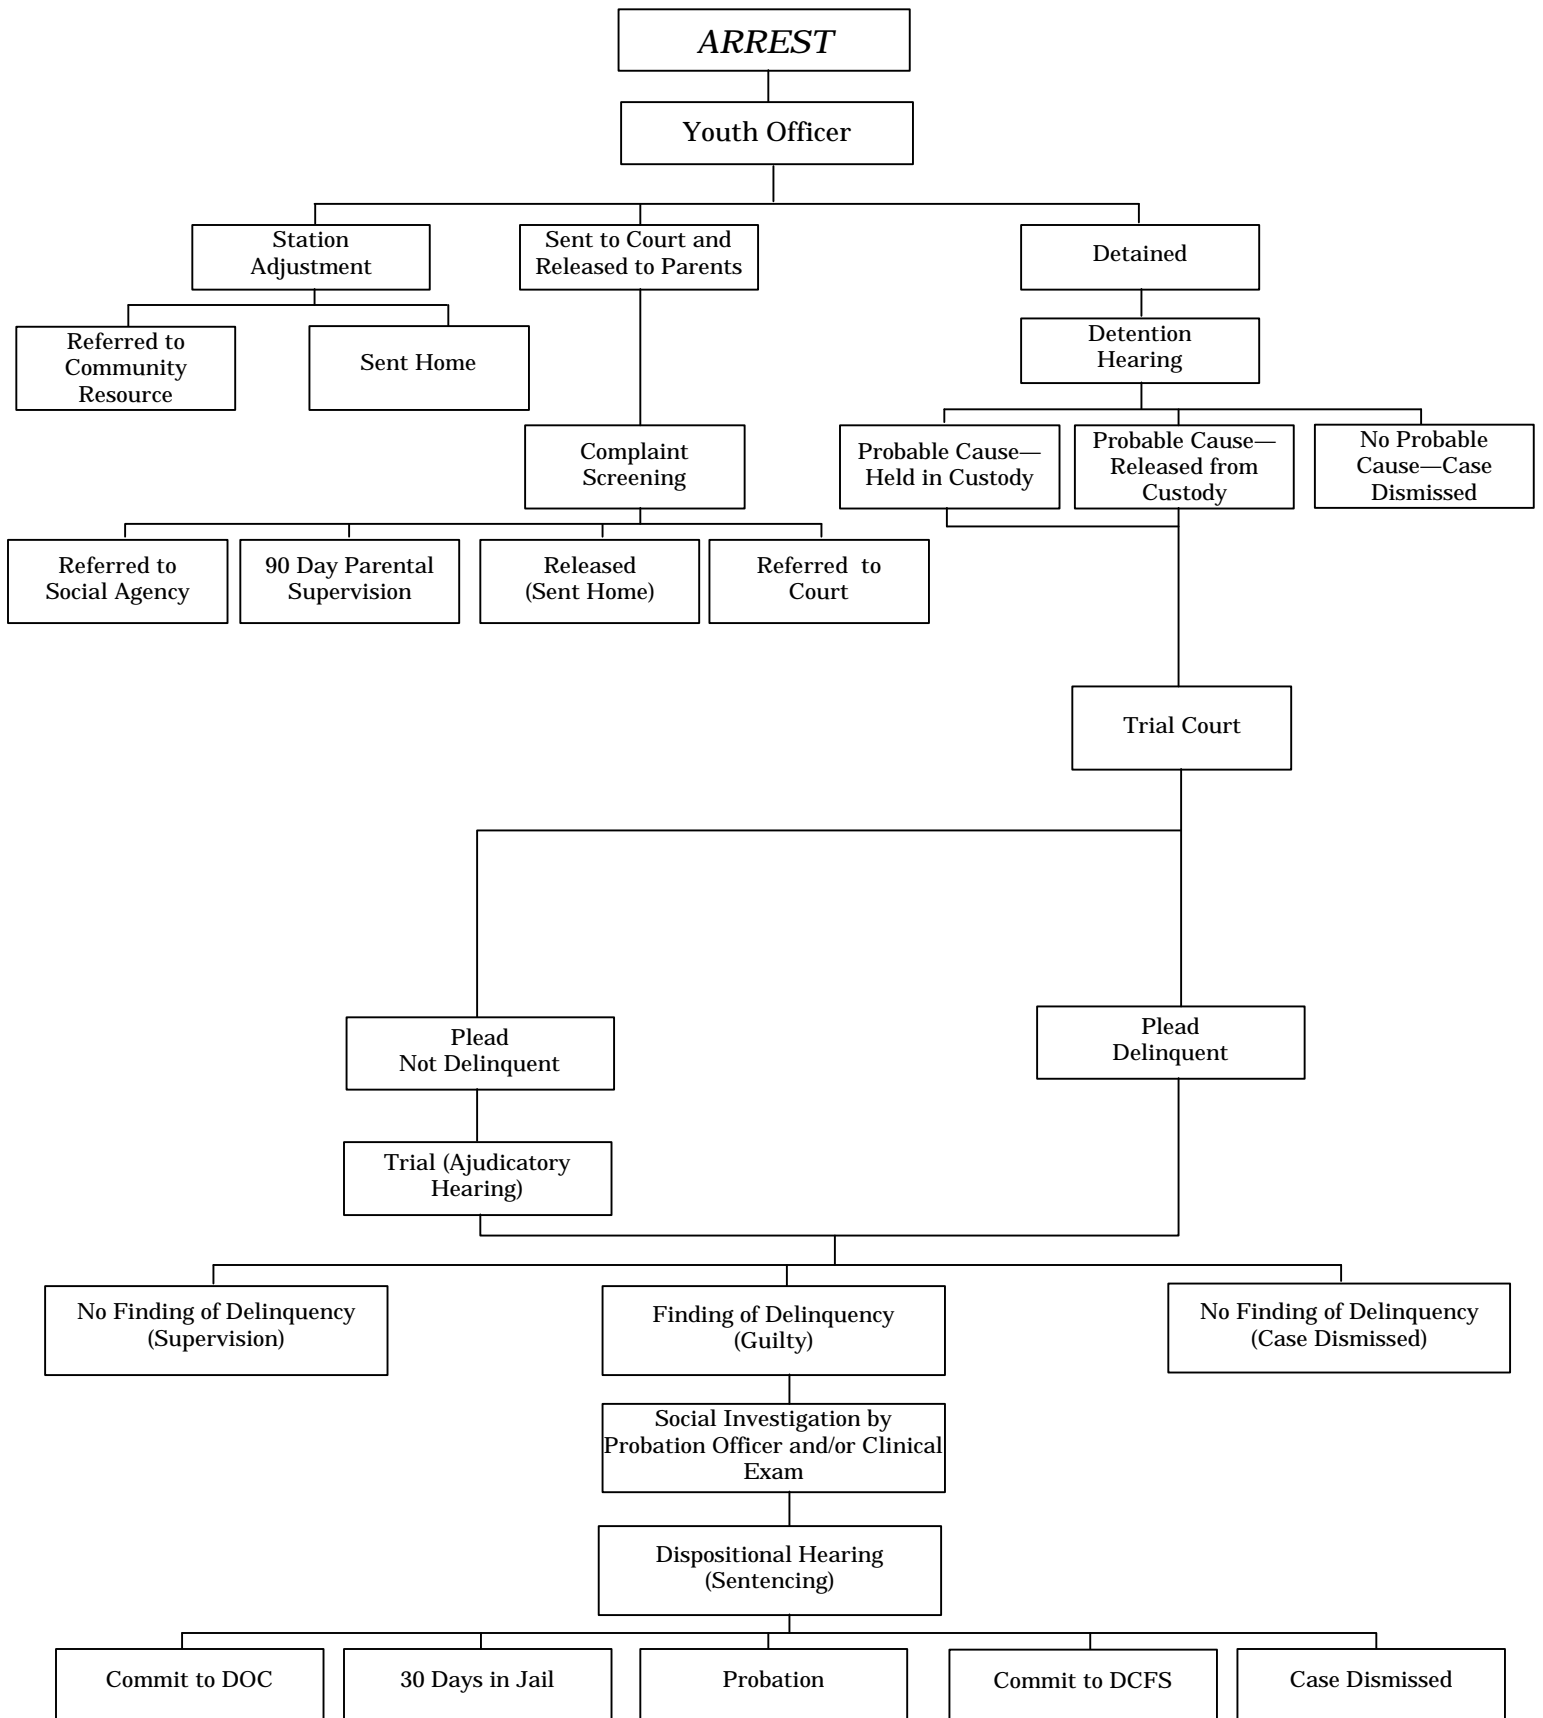 ARREST
Youth Officer
Station
Adjustment
Sent to Court and
Released to Parents
Detained
Referred to
Community
Resource
Sent Home
Detention
Hearing
Complaint
Screening
Probable Cause—
Held in Custody
Probable Cause—
Released from
Custody
No Probable
Cause—Case
Dismissed
Referred to
Social Agency
90 Day Parental
Supervision
Released
(Sent Home)
Referred to
Court
Trial Court
Plead
Not Delinquent
Plead
Delinquent
Trial (Ajudicatory
Hearing)
No Finding of Delinquency
(Supervision)
Finding of Delinquency
(Guilty)
No Finding of Delinquency
(Case Dismissed)
Social Investigation by
Probation Officer and/or Clinical
Exam
Dispositional Hearing
(Sentencing)
Commit to DOC
30 Days in Jail
Probation
Commit to DCFS
Case Dismissed